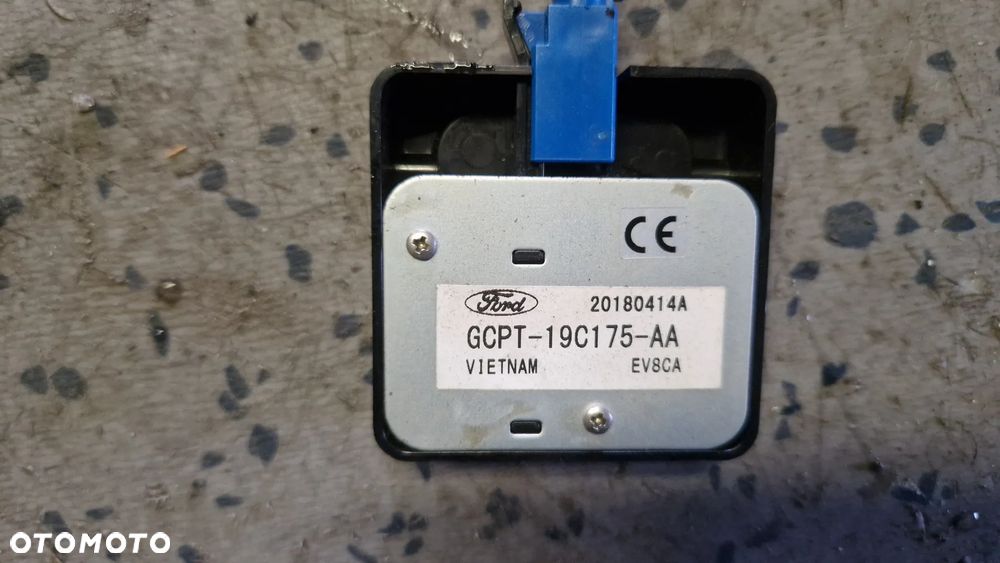 CE
Ford 20180414A
GCPT-19C175-AA
VIETNAM EV8CA
OTOMOTO